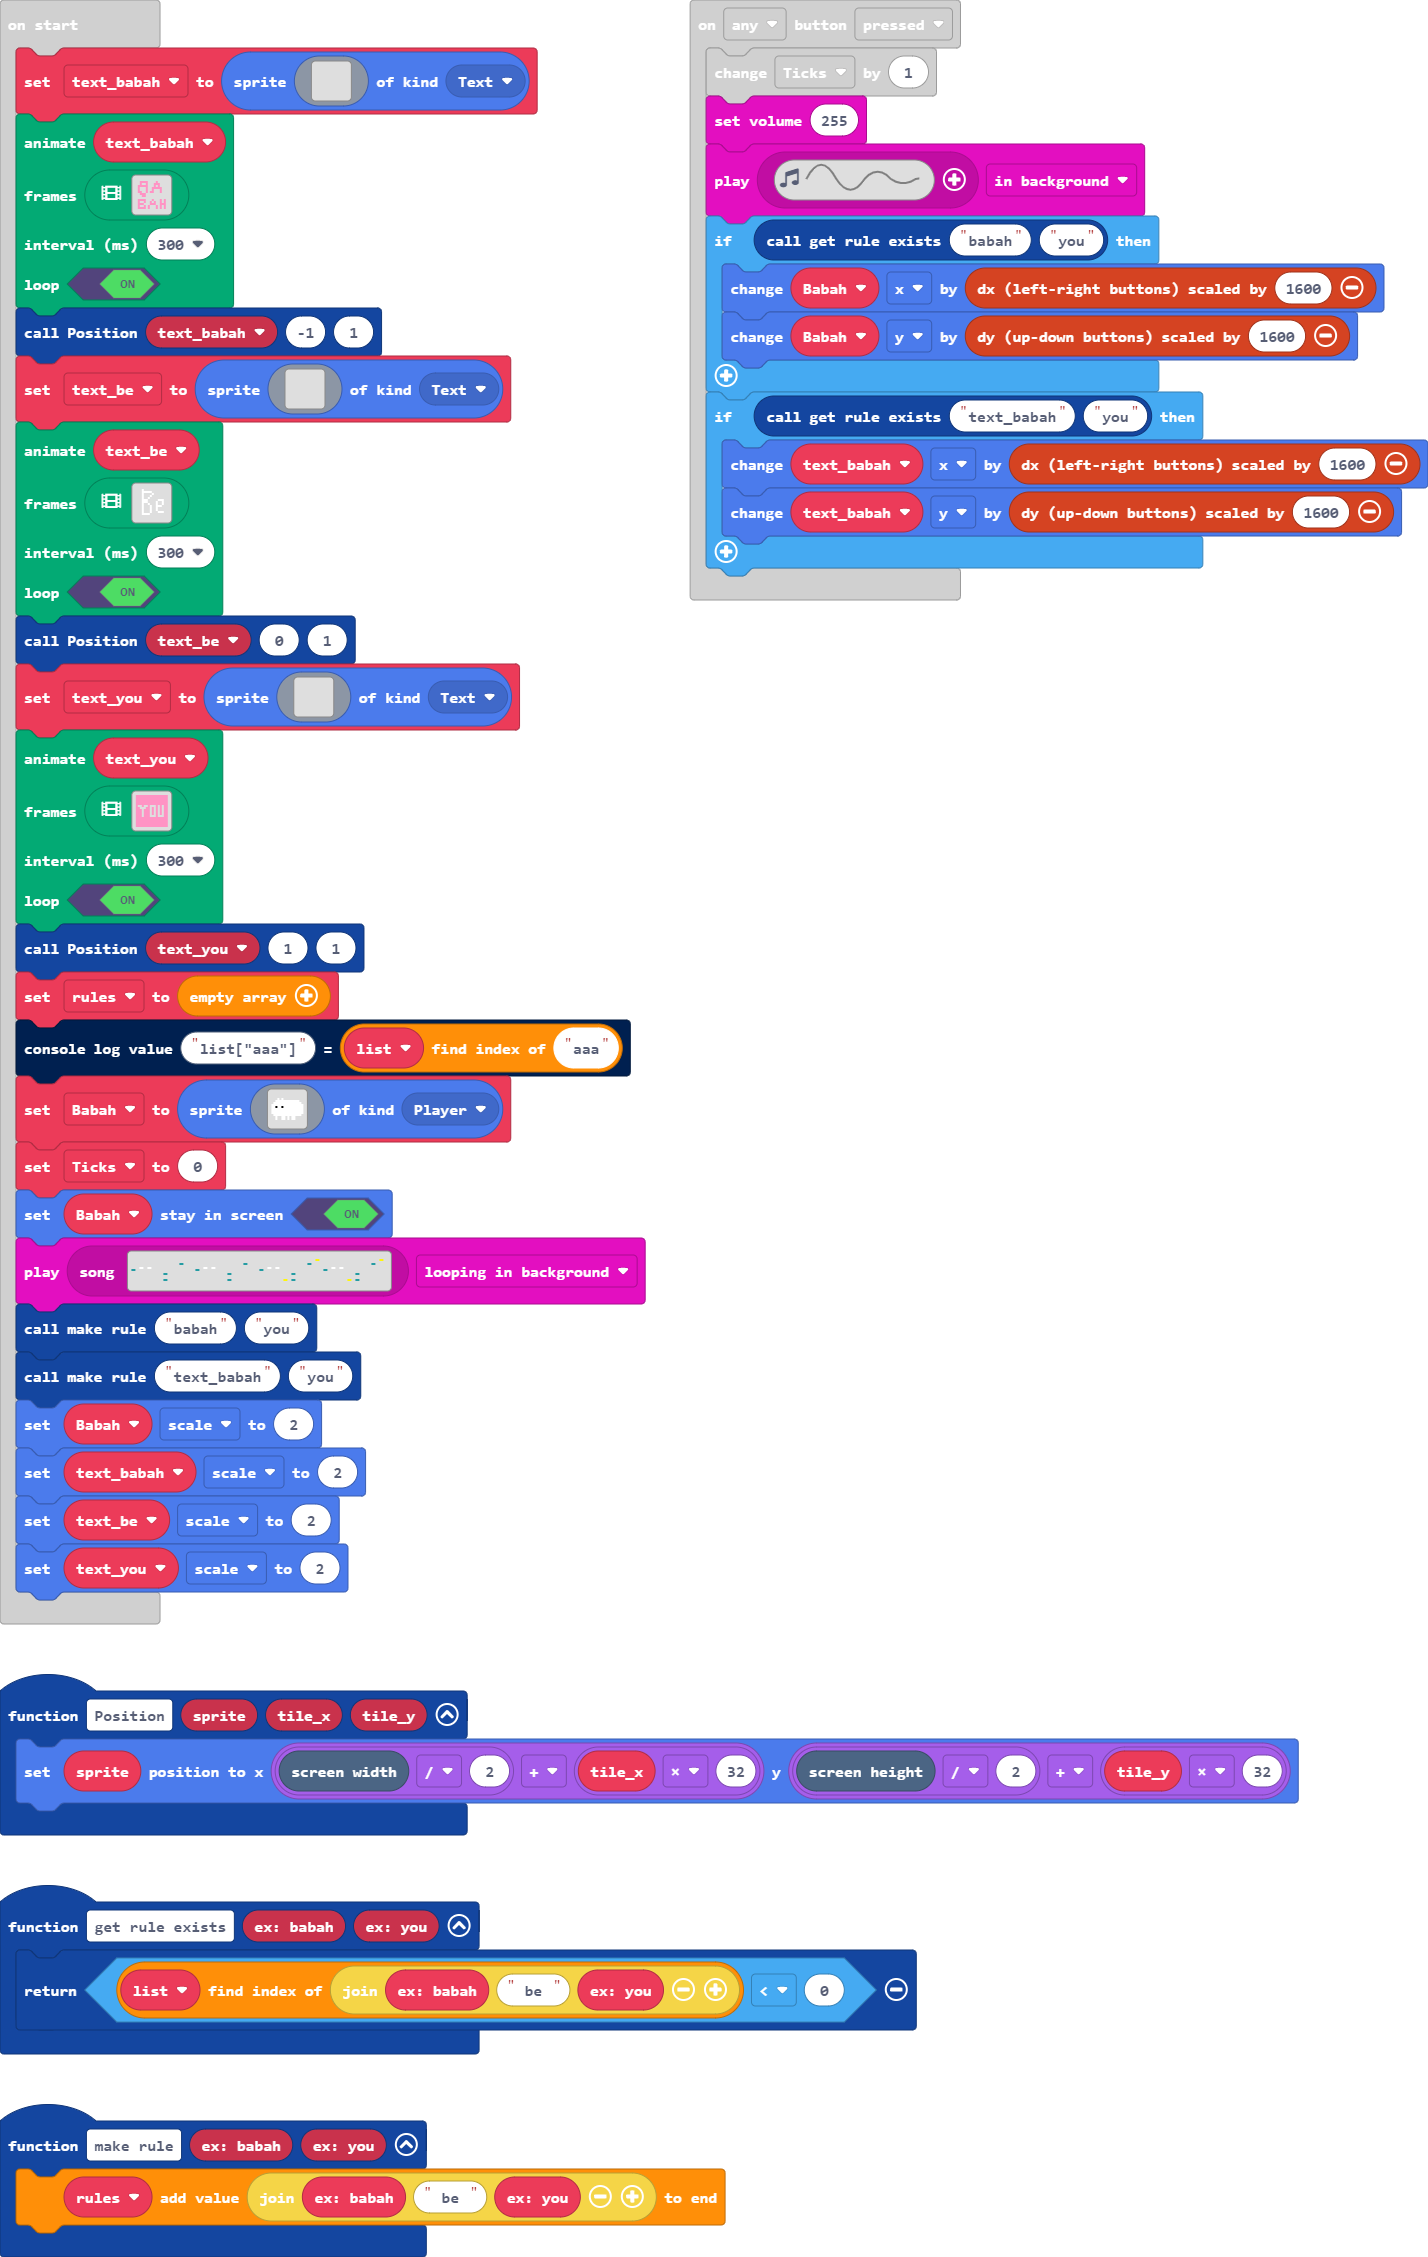 on start
set text_babah to sprite of kind Text
animate text_babah
frames BA BAH
interval (ms) 300
loop ON
call Position text_babah -1 1
set text_be to sprite of kind Text
animate text_be
frames Be
interval (ms) 300
loop ON
call Position text_be 0 1
set text_you to sprite of kind Text
animate text_you
frames YOU
interval (ms) 300
loop ON
call Position text_you 1 1
set rules to empty array
console log value "list["aaa"]" = list find index of "aaa"
set Babah to sprite of kind Player
set Ticks to 0
set Babah stay in screen ON
play song looping in background
call make rule "babah" "you"
call make rule "text_babah" "you"
set Babah scale to 2
set text_babah scale to 2
set text_be scale to 2
set text_you scale to 2
on any button pressed
change Ticks by 1
set volume 255
play in background
if call get rule exists "babah" "you" then
change Babah x by dx (left-right buttons) scaled by 1600
change Babah y by dy (up-down buttons) scaled by 1600
if call get rule exists "text_babah" "you" then
change text_babah x by dx (left-right buttons) scaled by 1600
change text_babah y by dy (up-down buttons) scaled by 1600
function Position sprite tile_x tile_y
set sprite position to x screen width / 2 + tile_x × 32 y screen height / 2 + tile_y × 32
function get rule exists ex: babah ex: you
return list find index of join ex: babah " be " ex: you < 0
function make rule ex: babah ex: you
rules add value join ex: babah " be " ex: you to end